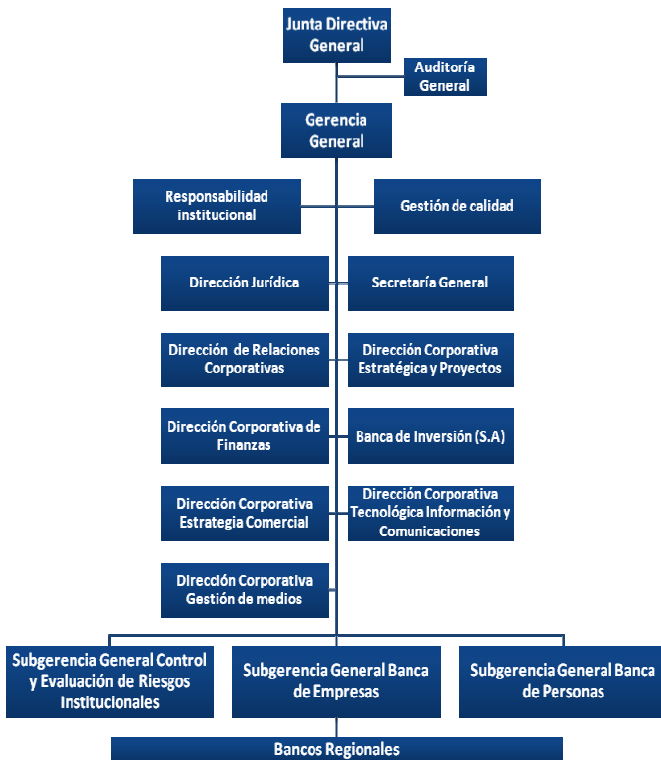 Junta Directiva
General
Auditoría
General
Gerencia
General
Responsabilidad
institucional
Gestión de calidad
Dirección Jurídica
Secretaría General
Dirección de Relaciones
Corporativas
Dirección Corporativa
Estratégica y Proyectos
Dirección Corporativa de
Finanzas
Banca de Inversión (S.A)
Dirección Corporativa
Estrategia Comercial
Dirección Corporativa
Tecnológica Información y
Comunicaciones
Dirección Corporativa
Gestión de medios
Subgerencia General Control
y Evaluación de Riesgos
Institucionales
Subgerencia General Banca
de Empresas
Subgerencia General Banca
de Personas
Bancos Regionales